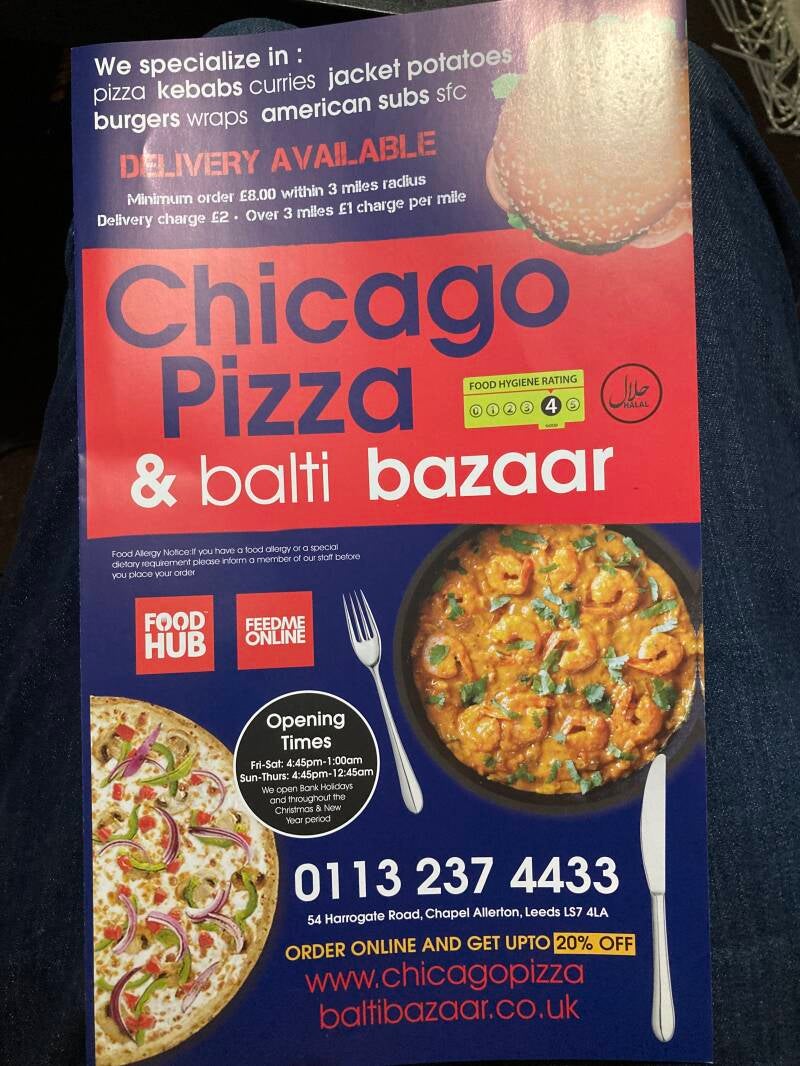 We specialize in :
pizza kebabs curries jacket potatoes
burgers wraps american subs sfc
DELIVERY AVAILABLE
Minimum order £8.00 within 3 miles radius
Delivery charge £2 · Over 3 miles £1 charge per mile
Chicago
Pizza
& balti bazaar
FOOD HYGIENE RATING
0 1 2 3 4 5
GOOD
حلال
HALAL
Food Allergy Notice:If you have a food allergy or a special
dietary requirement please inform a member of our staff before
you place your order
FOOD
HUB
FEEDME
ONLINE
Opening
Times
Fri-Sat: 4:45pm-1:00am
Sun-Thurs: 4:45pm-12:45am
We open Bank Holidays
and throughout the
Christmas & New
Year period
0113 237 4433
54 Harrogate Road, Chapel Allerton, Leeds LS7 4LA
ORDER ONLINE AND GET UPTO 20% OFF
www.chicagopizza
baltibazaar.co.uk